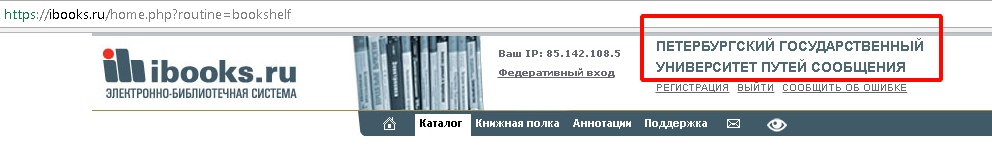 https://ibooks.ru/home.php?routine=bookshelf
ibooks.ru
ЭЛЕКТРОННО-БИБЛИОТЕЧНАЯ СИСТЕМА
Ваш IP: 85.142.108.5
Федеративный вход
ПЕТЕРБУРГСКИЙ ГОСУДАРСТВЕННЫЙ
УНИВЕРСИТЕТ ПУТЕЙ СООБЩЕНИЯ
РЕГИСТРАЦИЯ ВЫЙТИ СООБЩИТЬ ОБ ОШИБКЕ
Каталог Книжная полка Аннотации Поддержка